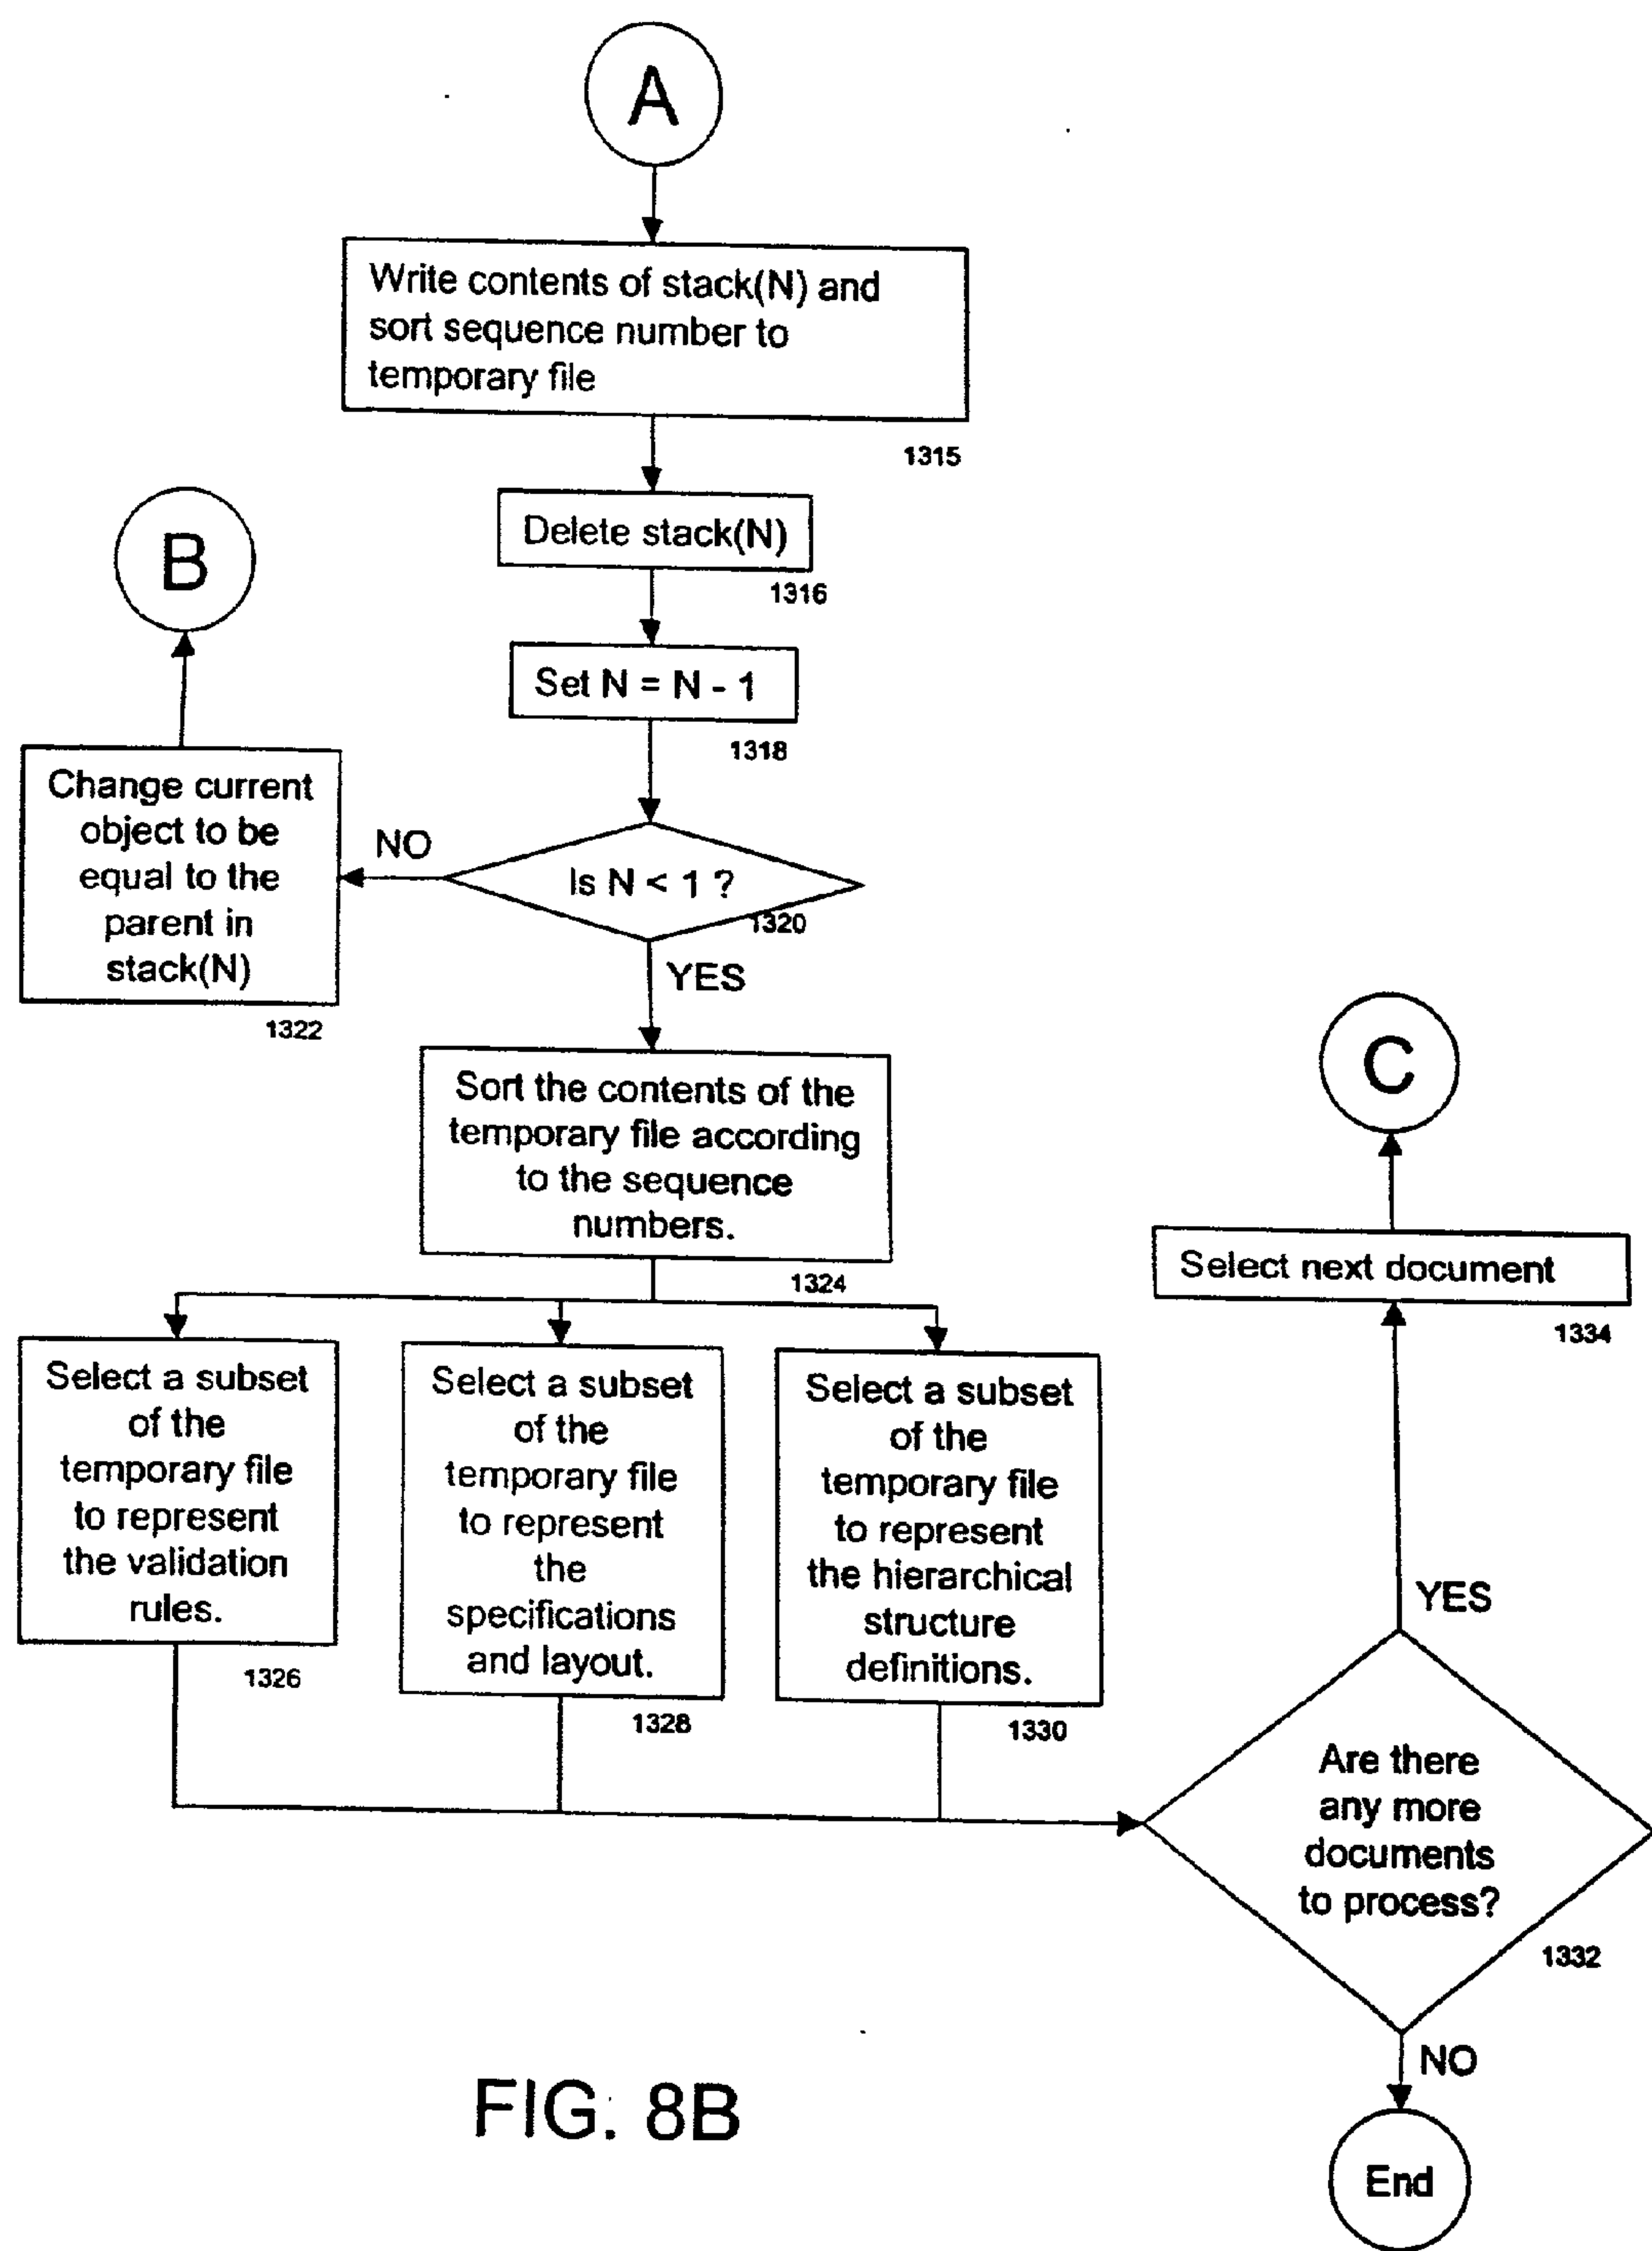 A
Write contents of stack(N) and
sort sequence number to
temporary file
1315
Delete stack(N)
1316
B
Set N = N - 1
1318
Change current
object to be
equal to the
parent in
stack(N)
1322
NO
Is N < 1 ?
1320
YES
Sort the contents of the
temporary file according
to the sequence
numbers.
1324
C
Select next document
1334
Select a subset
of the
temporary file
to represent
the validation
rules.
1326
Select a subset
of the
temporary file
to represent
the
specifications
and layout.
1328
Select a subset
of the
temporary file
to represent
the hierarchical
structure
definitions.
1330
YES
Are there
any more
documents
to process?
1332
NO
End
FIG. 8B